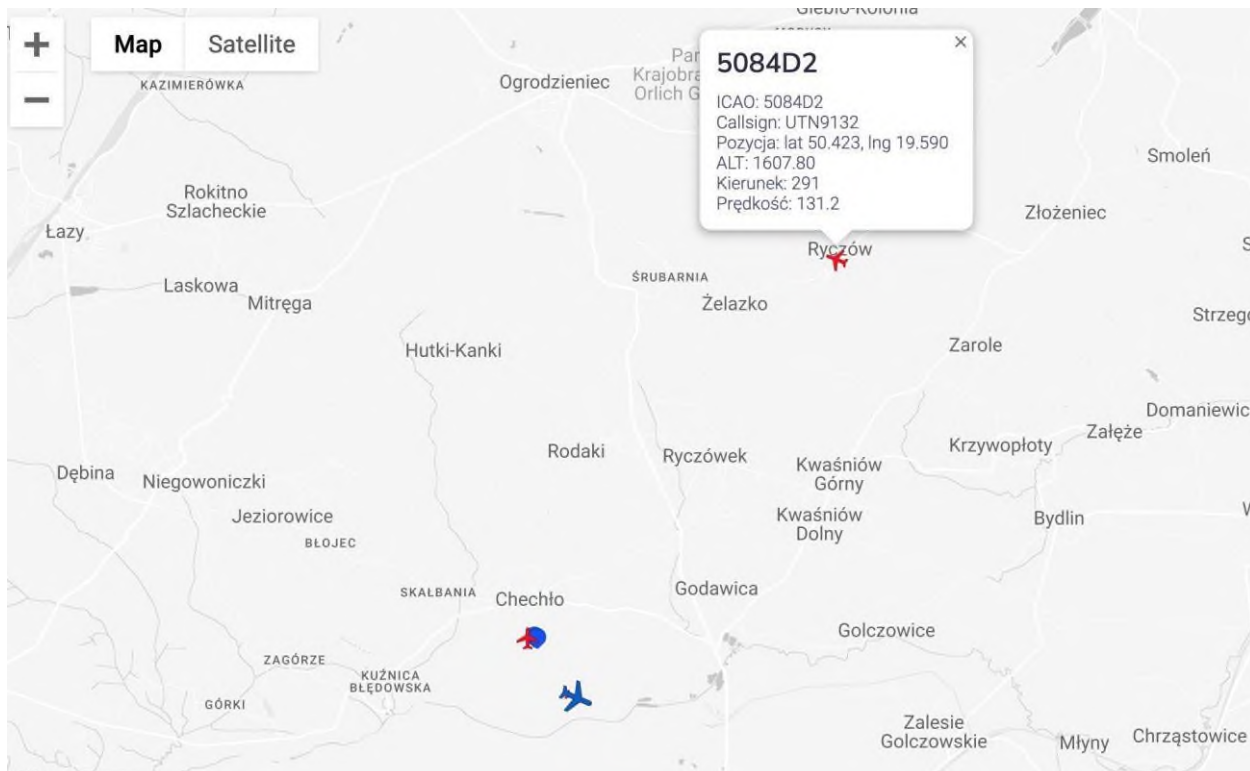 Giebło-Kolonia
+
Map Satellite
KAZIMIERÓWKA
−
Ogrodzieniec
Krajobra
Orlich G
×
5084D2
ICAO: 5084D2
Callsign: UTN9132
Pozycja: lat 50.423, lng 19.590
ALT: 1607.80
Kierunek: 291
Prędkość: 131.2
Smoleń
Rokitno
Szlacheckie
Złożeniec
Łazy
Ryczów
ŚRUBARNIA
Laskowa
Mitręga
Żelazko
Strzego
Hutki-Kanki
Zarole
Domaniewic
Załęże
Krzywopłoty
Rodaki
Ryczówek
Kwaśniów
Górny
Dębina
Niegowoniczki
Jeziorowice
Kwaśniów
Dolny
Bydlin
BŁOJEC
SKAŁBANIA
Chechło
Godawica
Golczowice
ZAGÓRZE
KUŹNICA
BŁĘDOWSKA
GÓRKI
Zalesie
Golczowskie
Młyny
Chrząstowice